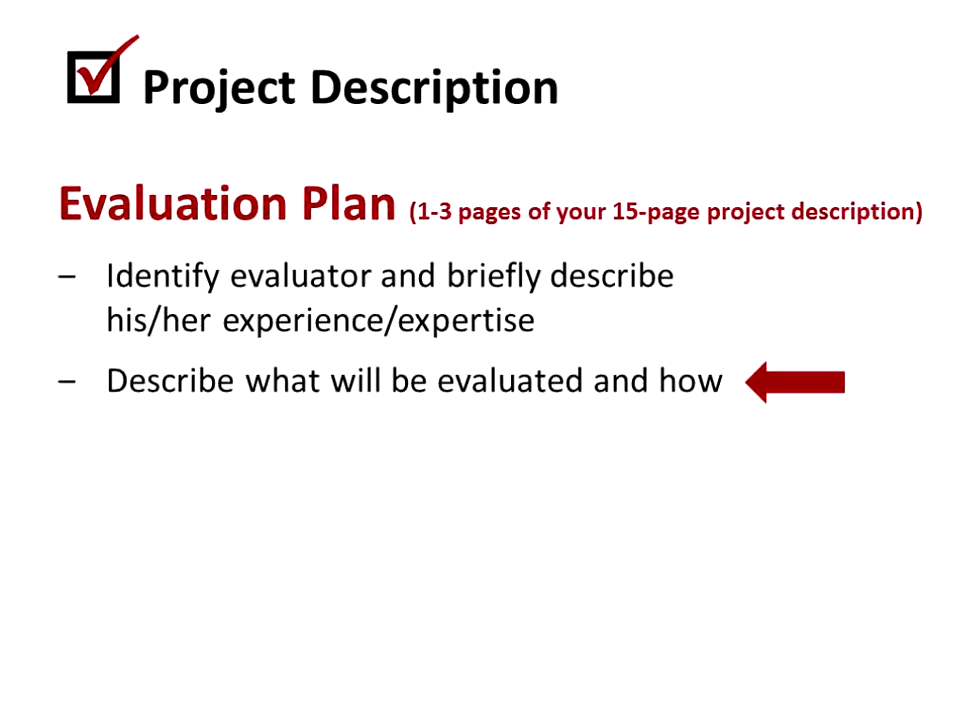 Project Description
Evaluation Plan (1-3 pages of your 15-page project description)
– Identify evaluator and briefly describe
his/her experience/expertise
– Describe what will be evaluated and how